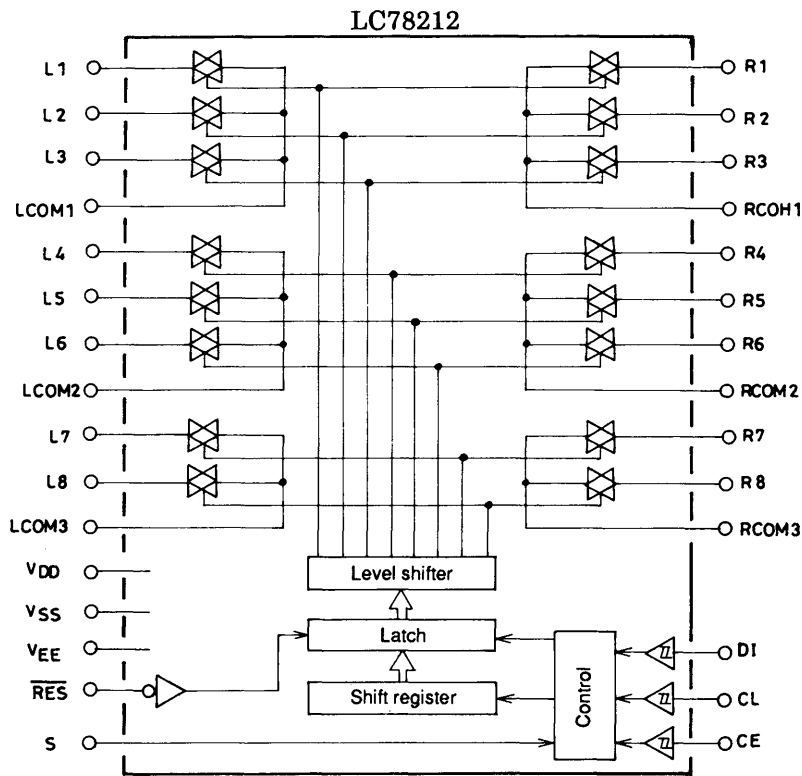 LC78212
L1
R1
L2
R2
L3
R3
LCOM1
RCOH1
L4
R4
L5
R5
L6
R6
LCOM2
RCOM2
L7
R7
L8
R8
LCOM3
RCOM3
VDD
Level shifter
VSS
Latch
VEE
DI
RES
Shift register
Control
CL
S
CE